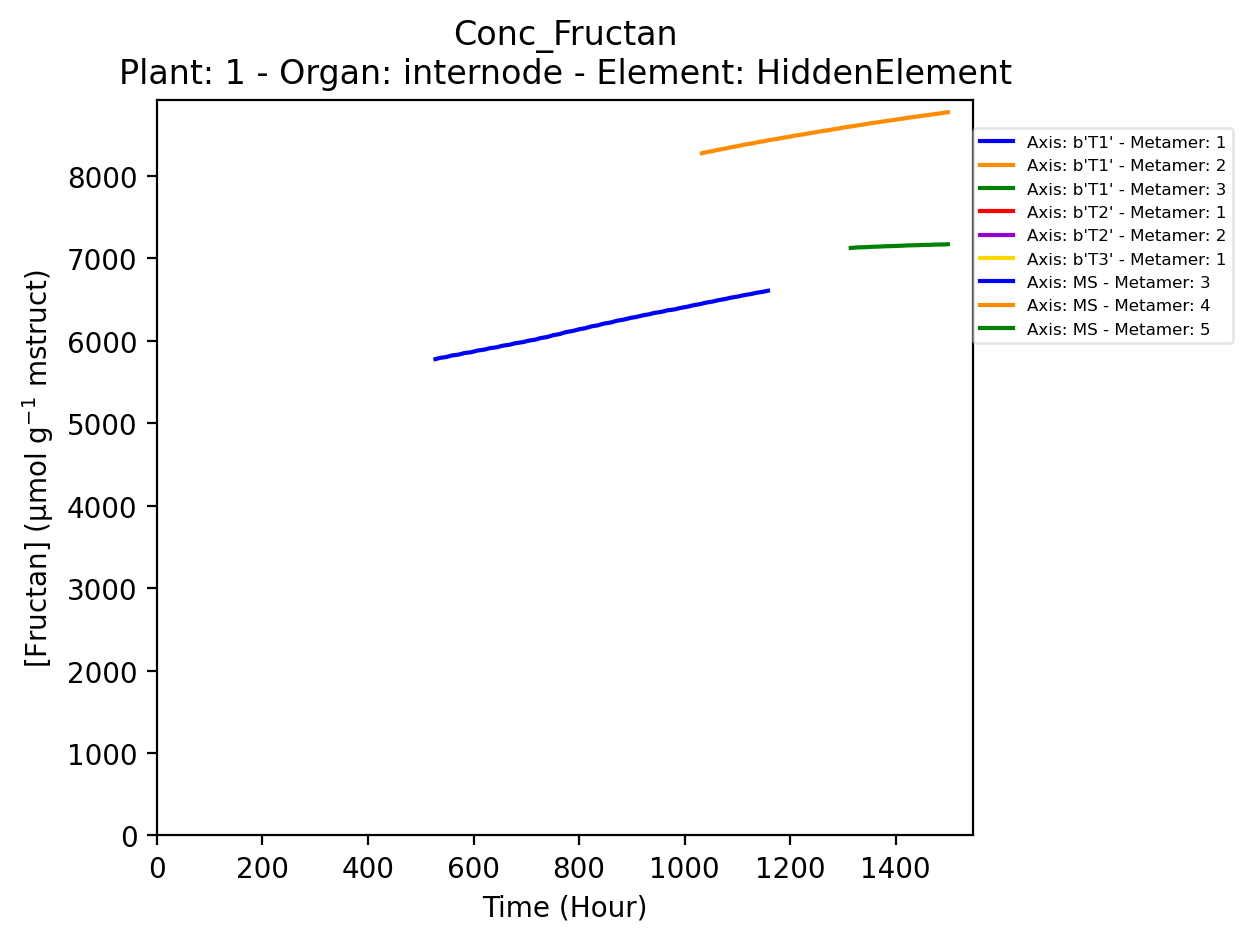 Conc_Fructan
Plant: 1 - Organ: internode - Element: HiddenElement
[Fructan] (µmol g⁻¹ mstruct)
8000
7000
6000
5000
4000
3000
2000
1000
0
0 200 400 600 800 1000 1200 1400
Time (Hour)
Axis: b'T1' - Metamer: 1
Axis: b'T1' - Metamer: 2
Axis: b'T1' - Metamer: 3
Axis: b'T2' - Metamer: 1
Axis: b'T2' - Metamer: 2
Axis: b'T3' - Metamer: 1
Axis: MS - Metamer: 3
Axis: MS - Metamer: 4
Axis: MS - Metamer: 5